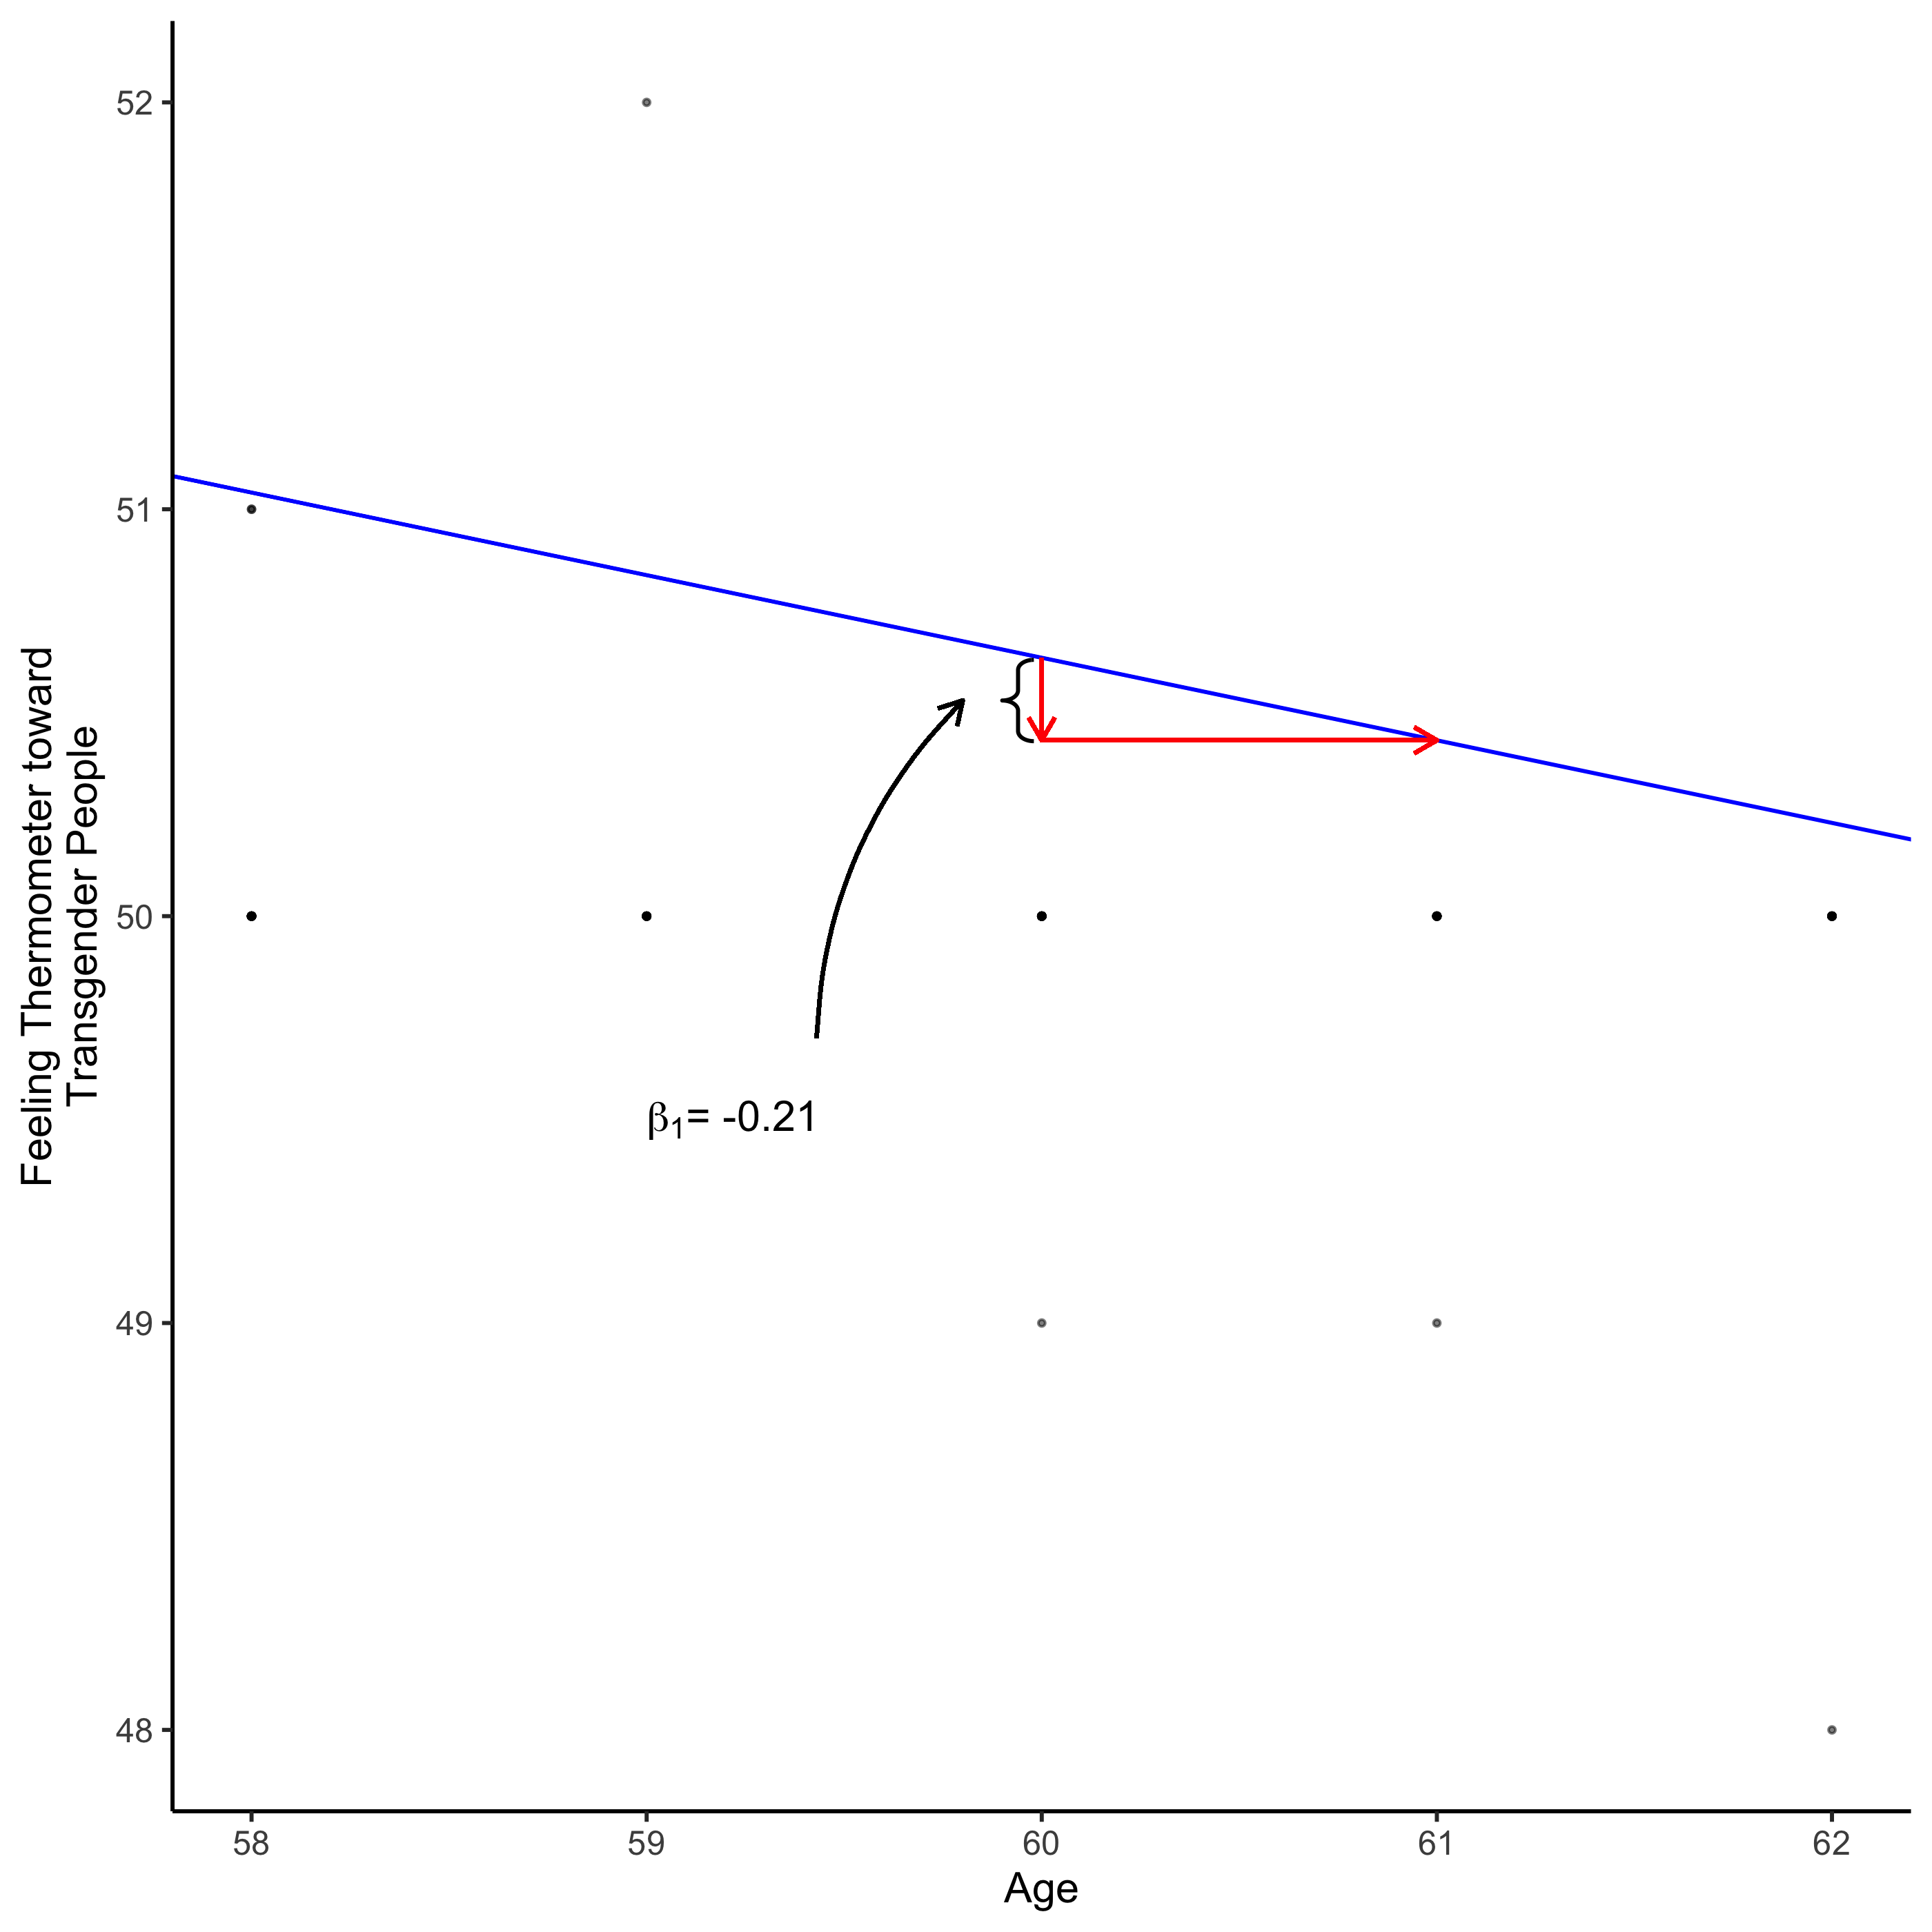 52
51
50
49
48
Feeling Thermometer toward
Transgender People
β1= -0.21
58 59 60 61 62
Age